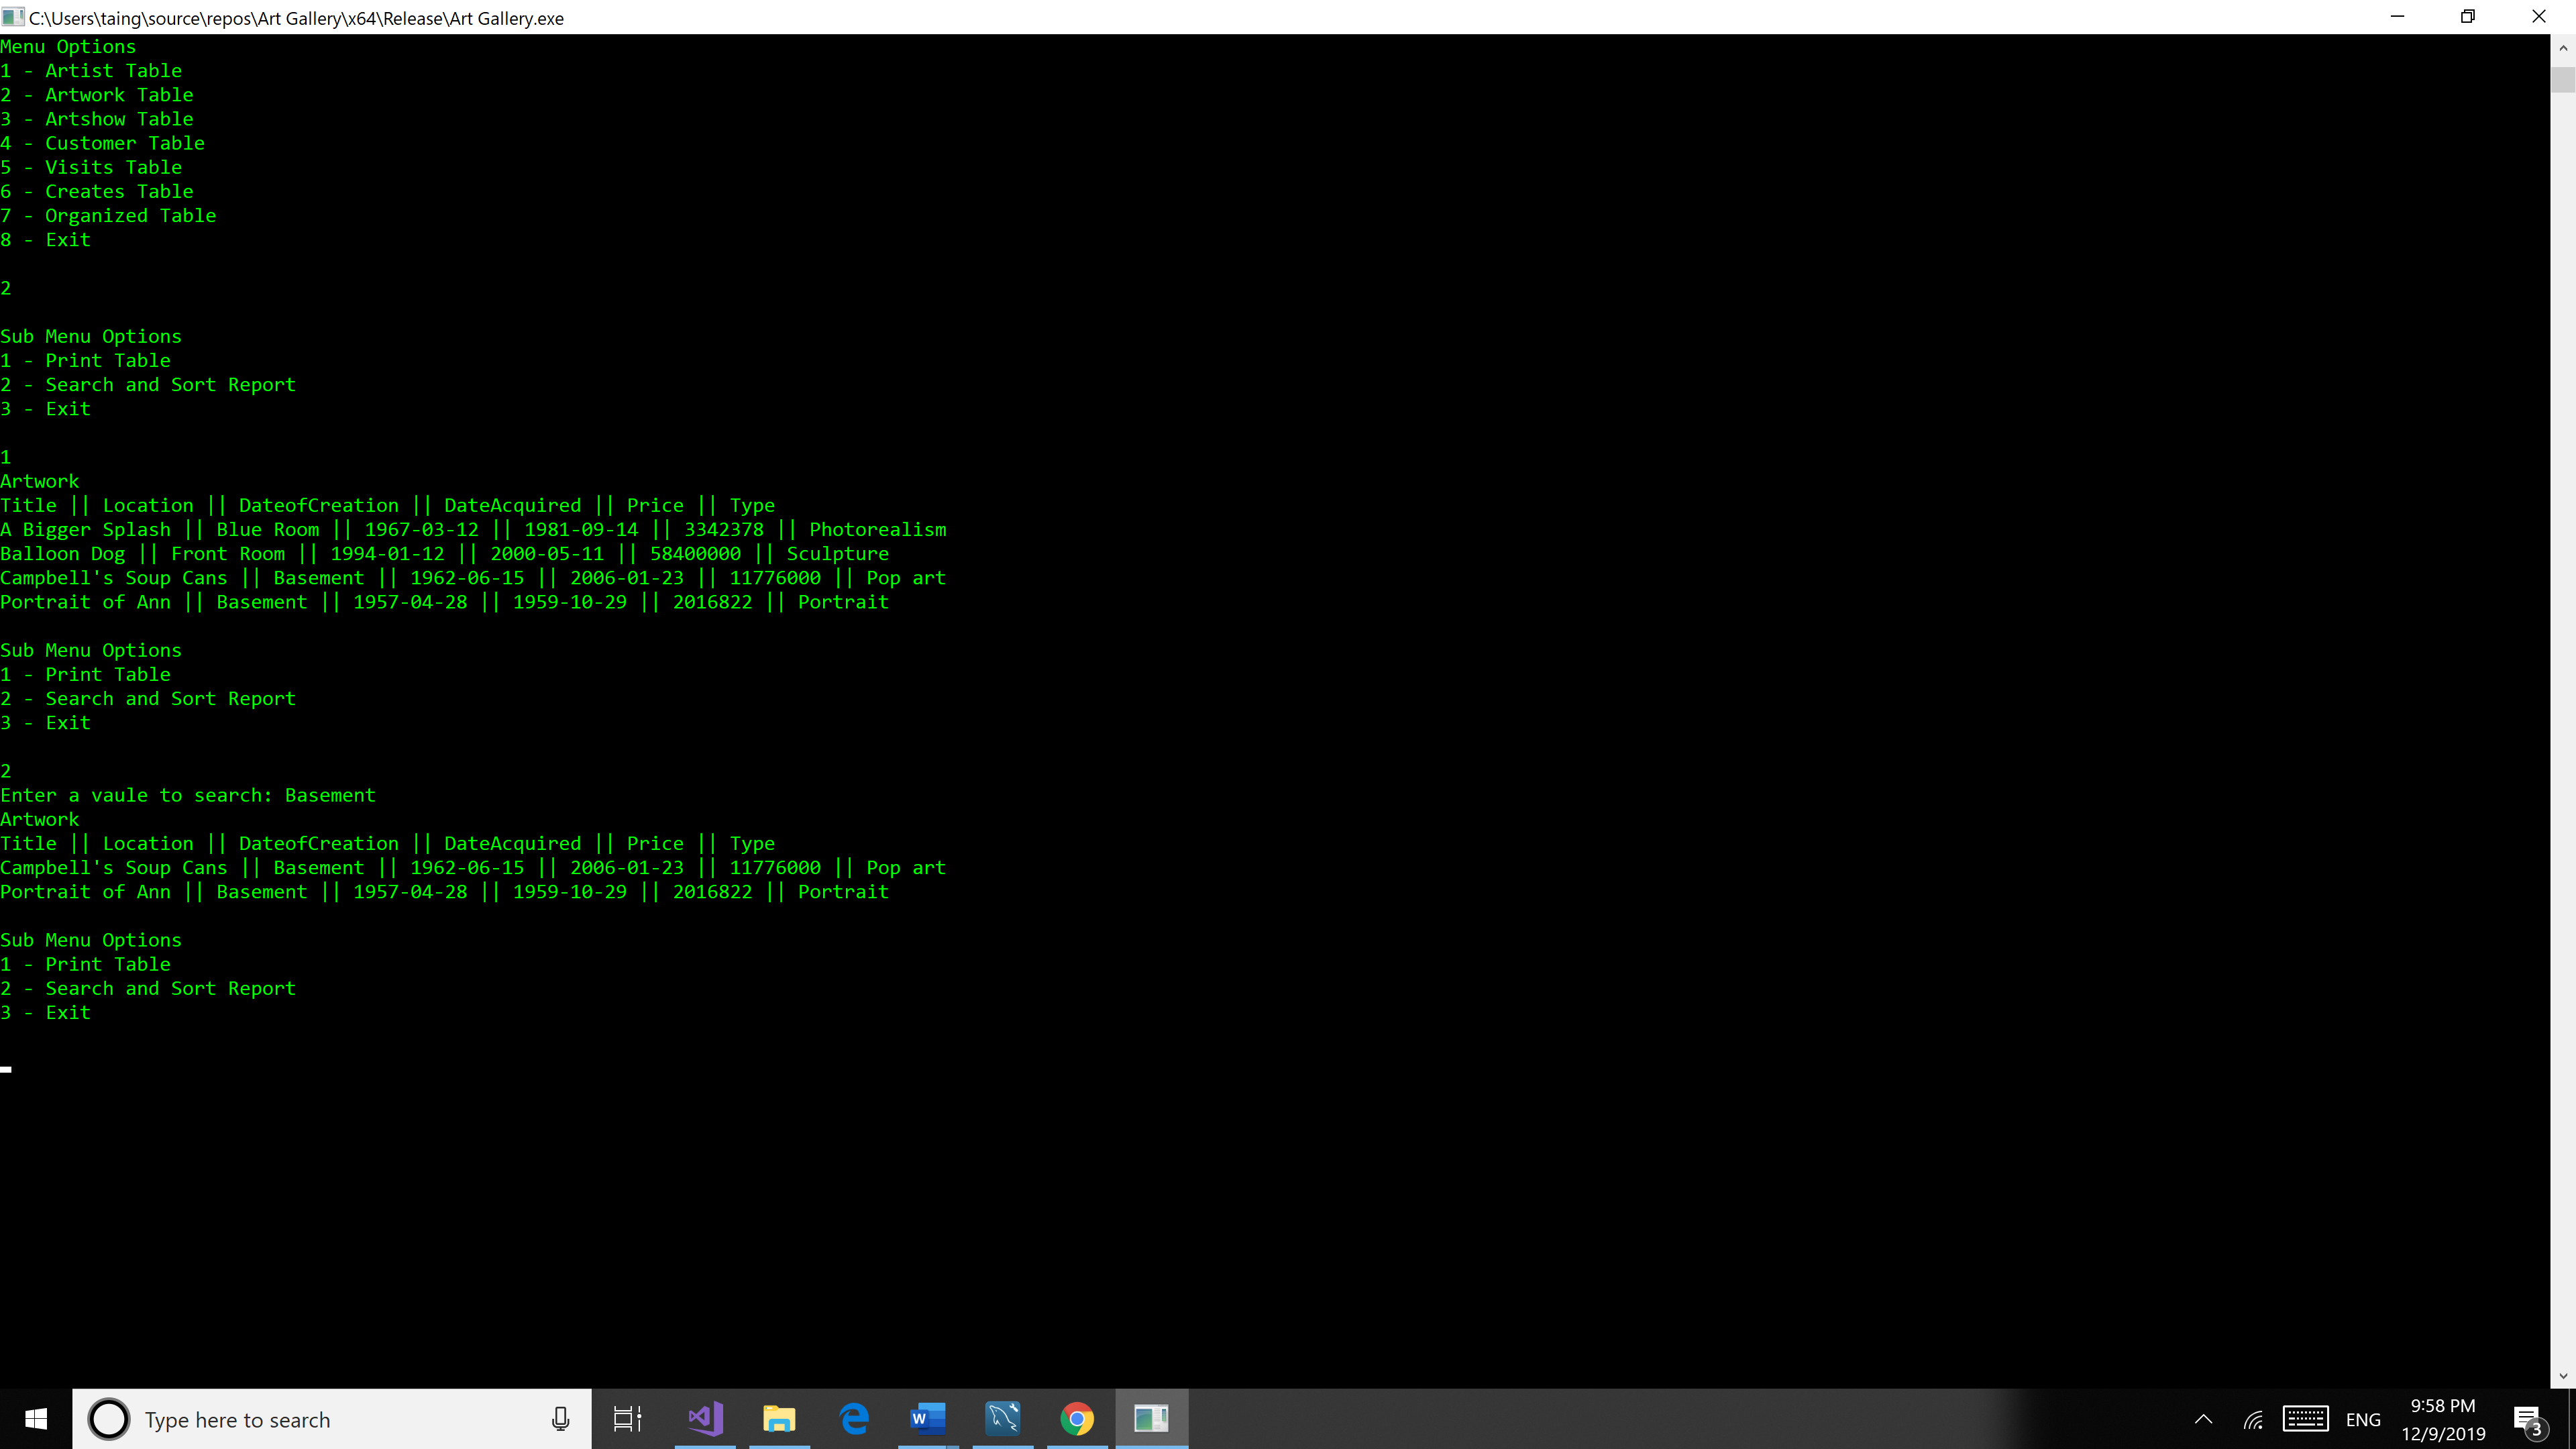 C:\Users\taing\source\repos\Art Gallery\x64\Release\Art Gallery.exe
Menu Options
1 - Artist Table
2 - Artwork Table
3 - Artshow Table
4 - Customer Table
5 - Visits Table
6 - Creates Table
7 - Organized Table
8 - Exit
2
Sub Menu Options
1 - Print Table
2 - Search and Sort Report
3 - Exit
1
Artwork
Title || Location || DateofCreation || DateAcquired || Price || Type
A Bigger Splash || Blue Room || 1967-03-12 || 1981-09-14 || 3342378 || Photorealism
Balloon Dog || Front Room || 1994-01-12 || 2000-05-11 || 58400000 || Sculpture
Campbell's Soup Cans || Basement || 1962-06-15 || 2006-01-23 || 11776000 || Pop art
Portrait of Ann || Basement || 1957-04-28 || 1959-10-29 || 2016822 || Portrait
Sub Menu Options
1 - Print Table
2 - Search and Sort Report
3 - Exit
2
Enter a vaule to search: Basement
Artwork
Title || Location || DateofCreation || DateAcquired || Price || Type
Campbell's Soup Cans || Basement || 1962-06-15 || 2006-01-23 || 11776000 || Pop art
Portrait of Ann || Basement || 1957-04-28 || 1959-10-29 || 2016822 || Portrait
Sub Menu Options
1 - Print Table
2 - Search and Sort Report
3 - Exit
Type here to search
W
ENG
9:58 PM
12/9/2019
3